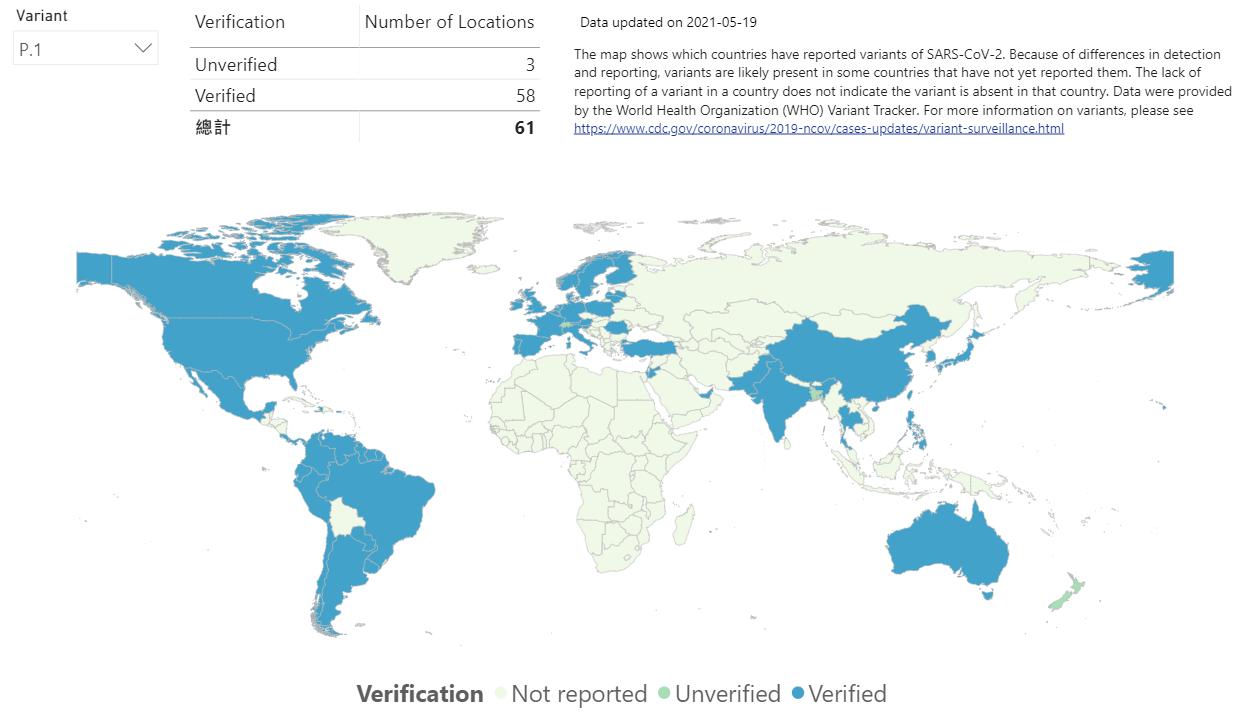 Variant
P.1
Verification Number of Locations
Unverified 3
Verified 58
總計 61
Data updated on 2021-05-19
The map shows which countries have reported variants of SARS-CoV-2. Because of differences in detection
and reporting, variants are likely present in some countries that have not yet reported them. The lack of
reporting of a variant in a country does not indicate the variant is absent in that country. Data were provided
by the World Health Organization (WHO) Variant Tracker. For more information on variants, please see
https://www.cdc.gov/coronavirus/2019-ncov/cases-updates/variant-surveillance.html
Verification Not reported Unverified Verified